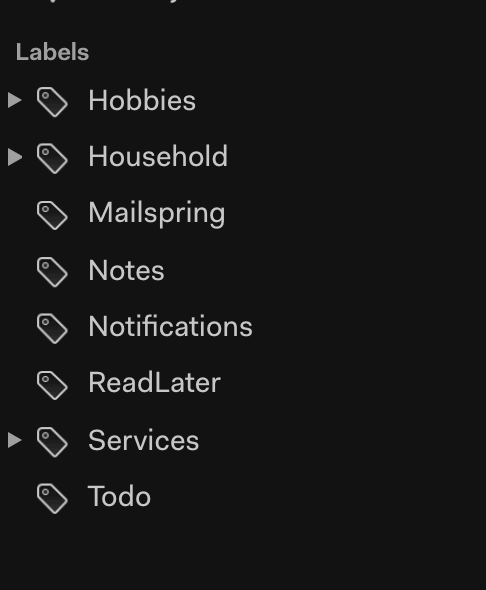 Labels
Hobbies
Household
Mailspring
Notes
Notifications
ReadLater
Services
Todo